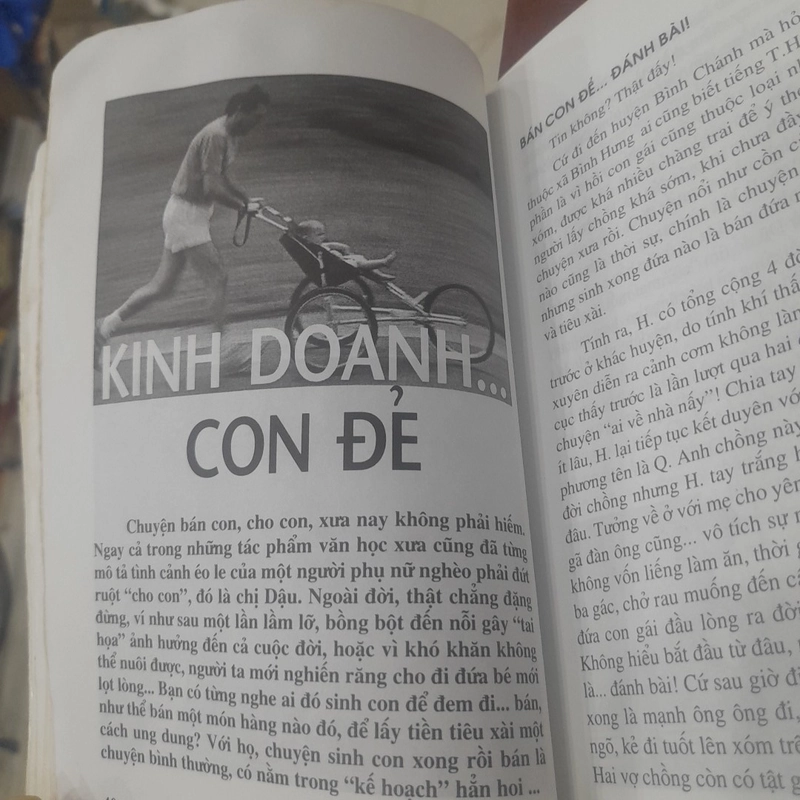 KINH DOANH...
CON ĐẺ
Chuyện bán con, cho con, xưa nay không phải hiếm.
Ngay cả trong những tác phẩm văn học xưa cũng đã từng
mô tả tình cảnh éo le của một người phụ nữ nghèo phải đứt
ruột “cho con”, đó là chị Dậu. Ngoài đời, thật chẳng đặng
đừng, ví như sau một lần lầm lỡ, bồng bột đến nỗi gây “tai
họa” ảnh hưởng đến cả cuộc đời, hoặc vì khó khăn không
thể nuôi được, người ta mới nghiến răng cho đi đứa bé mới
lọt lòng... Bạn có từng nghe ai đó sinh con để đem đi... bán,
như thể bán một món hàng nào đó, để lấy tiền tiêu xài một
cách ung dung? Với họ, chuyện sinh con xong rồi bán là
chuyện bình thường, có nằm trong “kế hoạch” hẳn hoi ...
BÁN CON ĐẺ... ĐÁNH BÀI!
Tin không? Thật đấy!
Cứ đi đến huyện Bình Chánh mà hỏ
thuộc xã Bình Hưng ai cũng biết tiếng T.H
phần là vì hồi con gái cũng thuộc loại nh
xóm, được khá nhiều chàng trai để ý th
người lấy chồng khá sớm, khi chưa đầy
chuyện xưa rồi. Chuyện nổi như cồn c
nào cũng là thời sự, chính là chuyện
nhưng sinh xong đứa nào là bán đứa n
và tiêu xài.
Tính ra, H. có tổng cộng 4 đờ
trước ở khác huyện, do tính khí thấ
xuyên diễn ra cảnh cơm không làn
cục thấy trước là lần lượt qua hai
chuyện “ai về nhà nấy”! Chia tay
ít lâu, H. lại tiếp tục kết duyên vớ
phương tên là Q. Anh chồng này
đời chồng nhưng H. tay trắng h
đâu. Tưởng về ở với mẹ cho yên
gã đàn ông cũng... vô tích sự n
không vốn liếng làm ăn, thời g
ba gác, chở rau muống đến cá
đứa con gái đầu lòng ra đời
Không hiểu bắt đầu từ đâu,
là... đánh bài! Cứ sau giờ đi
xong là mạnh ông ông đi,
ngõ, kẻ đi tuốt lên xóm trê
Hai vợ chồng còn có tật g